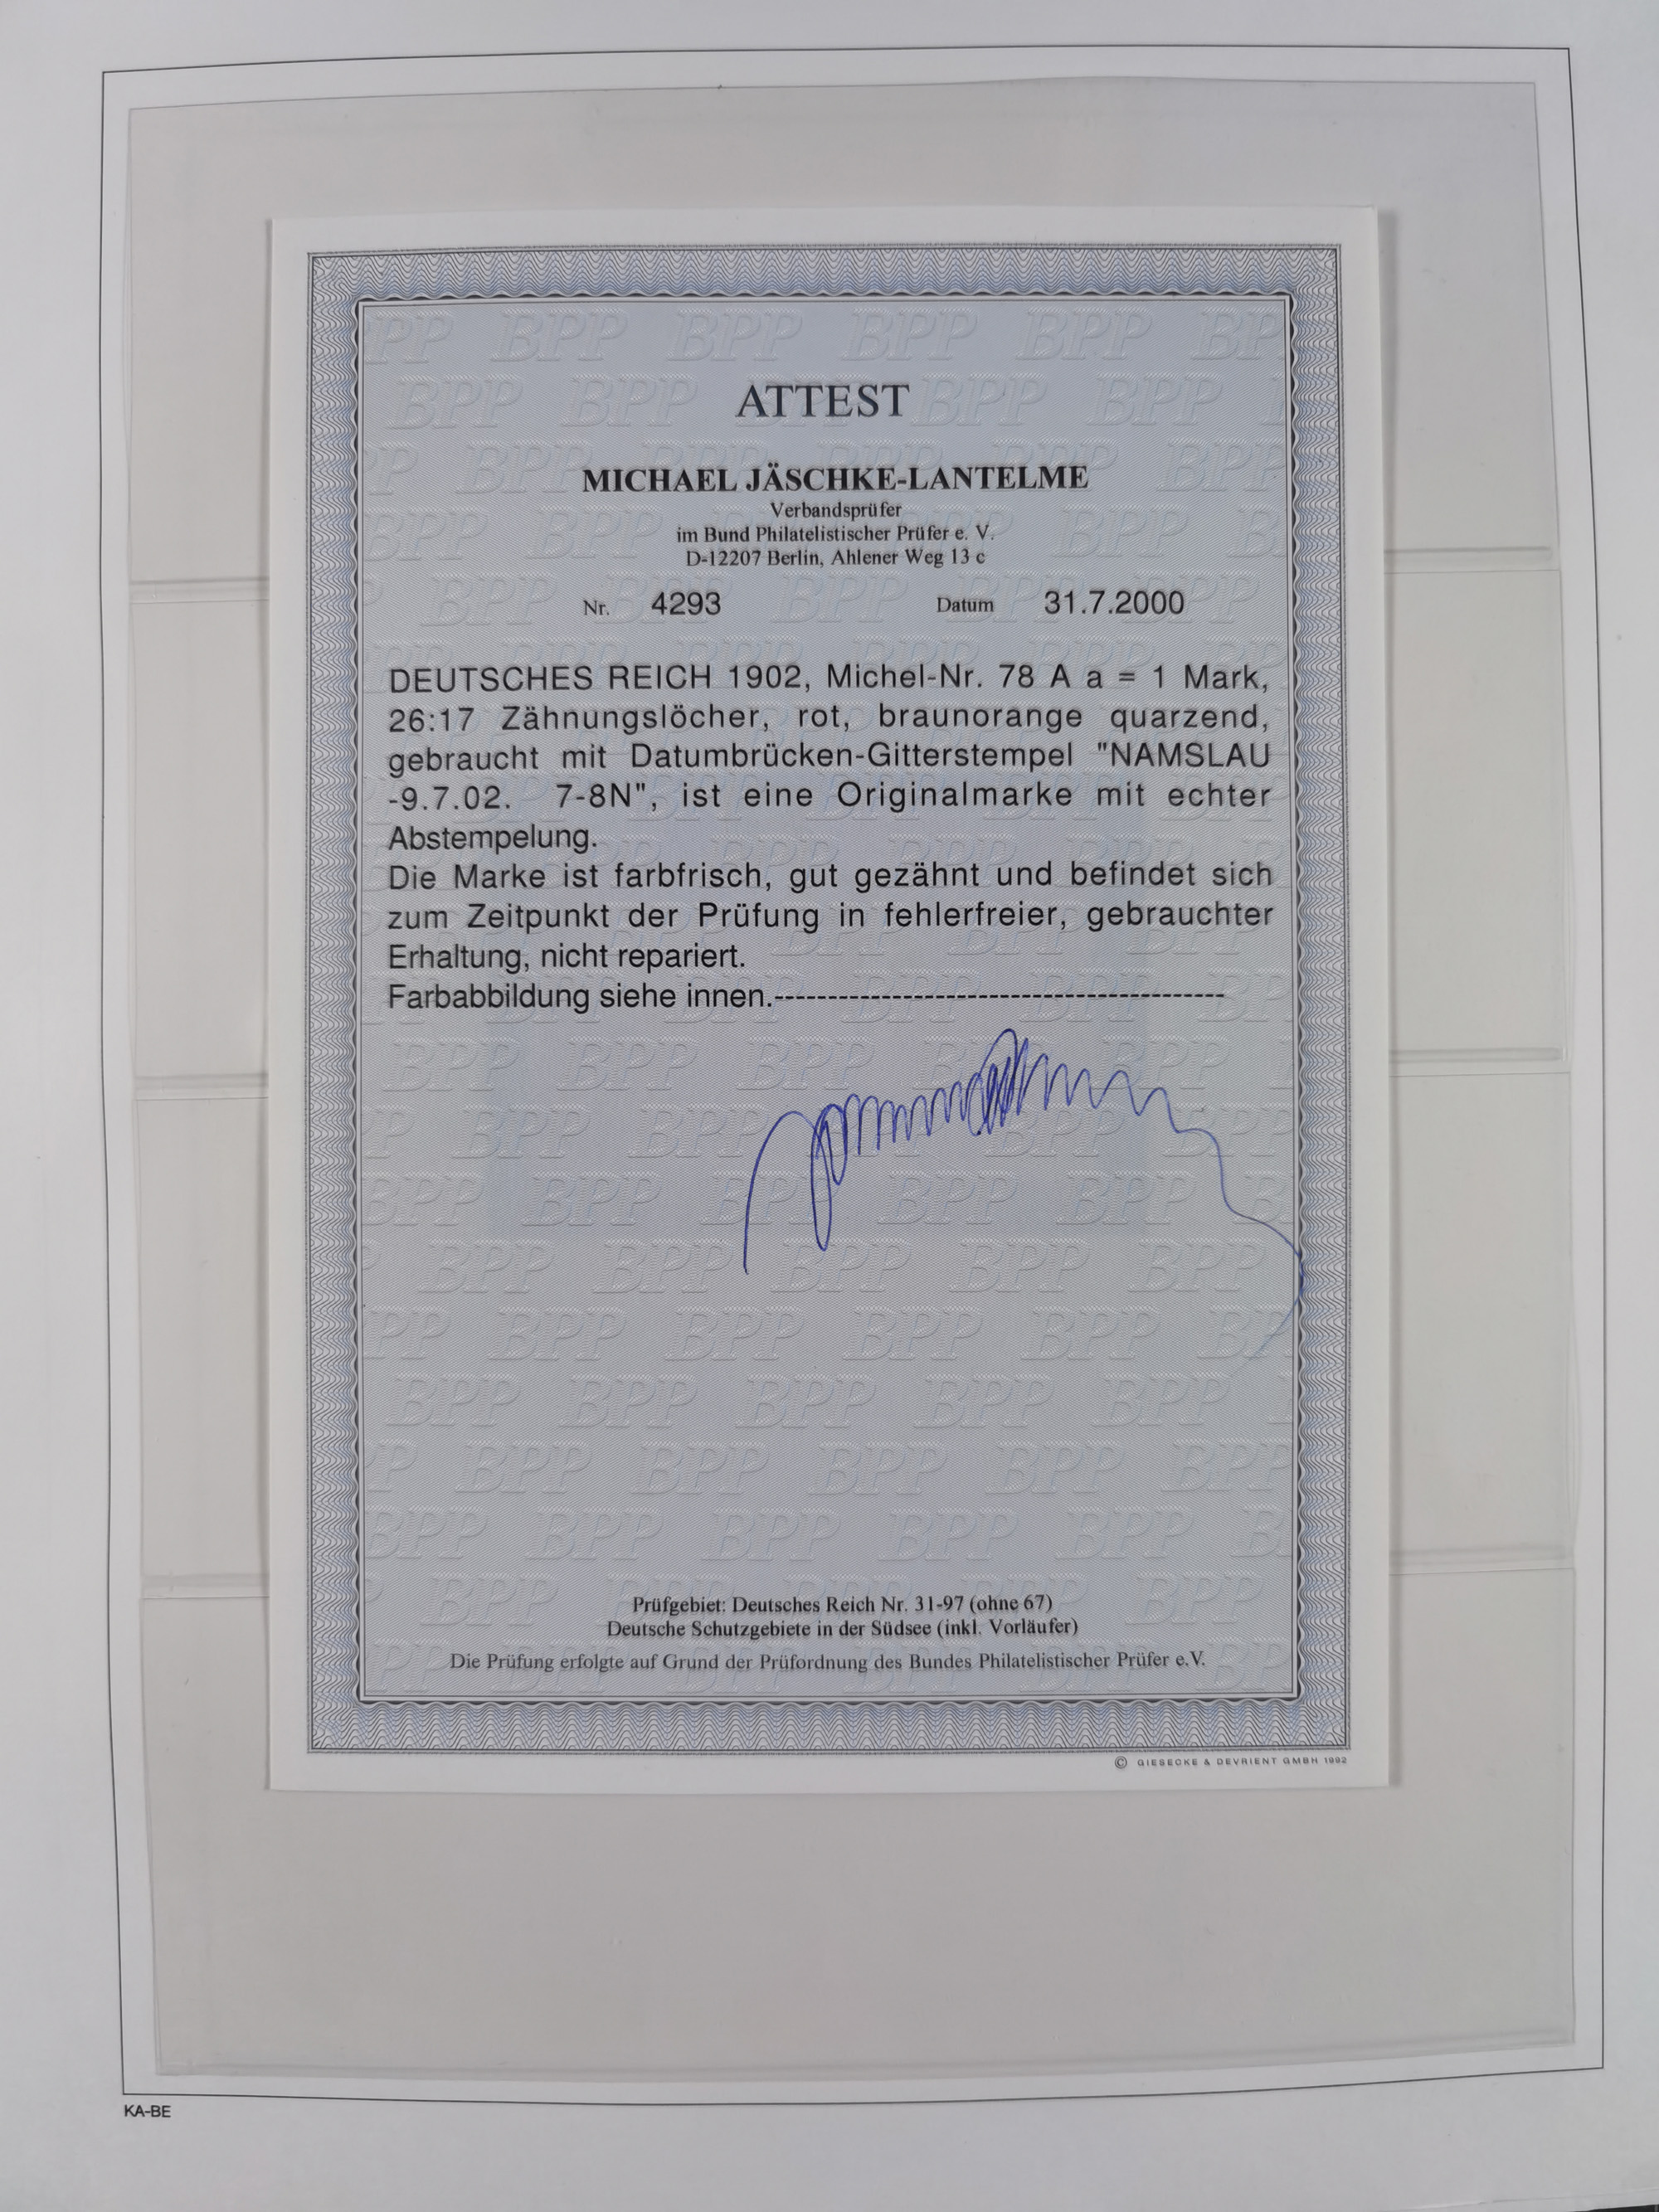 ATTEST
MICHAEL JÄSCHKE-LANTELME
Verbandsprüfer
im Bund Philatelistischer Prüfer e. V.
D-12207 Berlin, Ahlener Weg 13 c
Nr. 4293 Datum 31.7.2000
DEUTSCHES REICH 1902, Michel-Nr. 78 A a = 1 Mark,
26:17 Zähnungslöcher, rot, braunorange quarzend,
gebraucht mit Datumbrücken-Gitterstempel "NAMSLAU
-9.7.02. 7-8N", ist eine Originalmarke mit echter
Abstempelung.
Die Marke ist farbfrisch, gut gezähnt und befindet sich
zum Zeitpunkt der Prüfung in fehlerfreier, gebrauchter
Erhaltung, nicht repariert.
Farbabbildung siehe innen.------------------------------------------
Prüfgebiet: Deutsches Reich Nr. 31-97 (ohne 67)
Deutsche Schutzgebiete in der Südsee (inkl. Vorläufer)
Die Prüfung erfolgte auf Grund der Prüfordnung des Bundes Philatelistischer Prüfer e.V.
© GIESECKE & DEVRIENT GMBH 1992
KA-BE